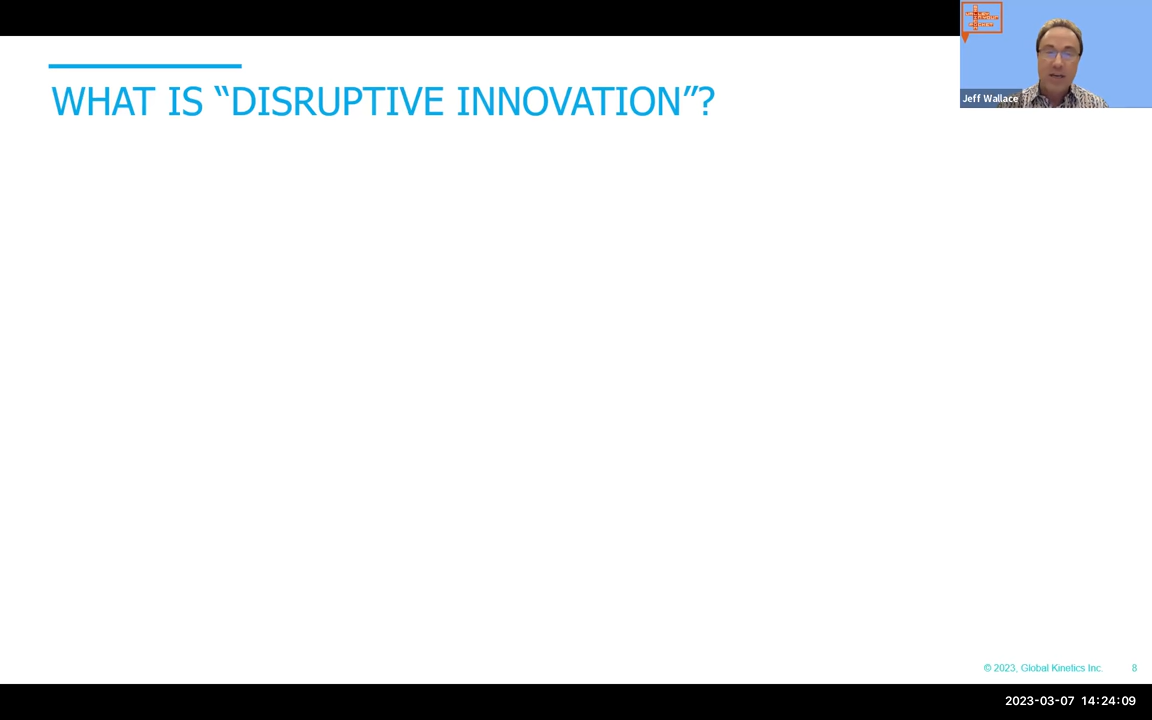 WHAT IS “DISRUPTIVE INNOVATION”?
Jeff Wallace
© 2023, Global Kinetics Inc. 8
2023-03-07 14:24:09